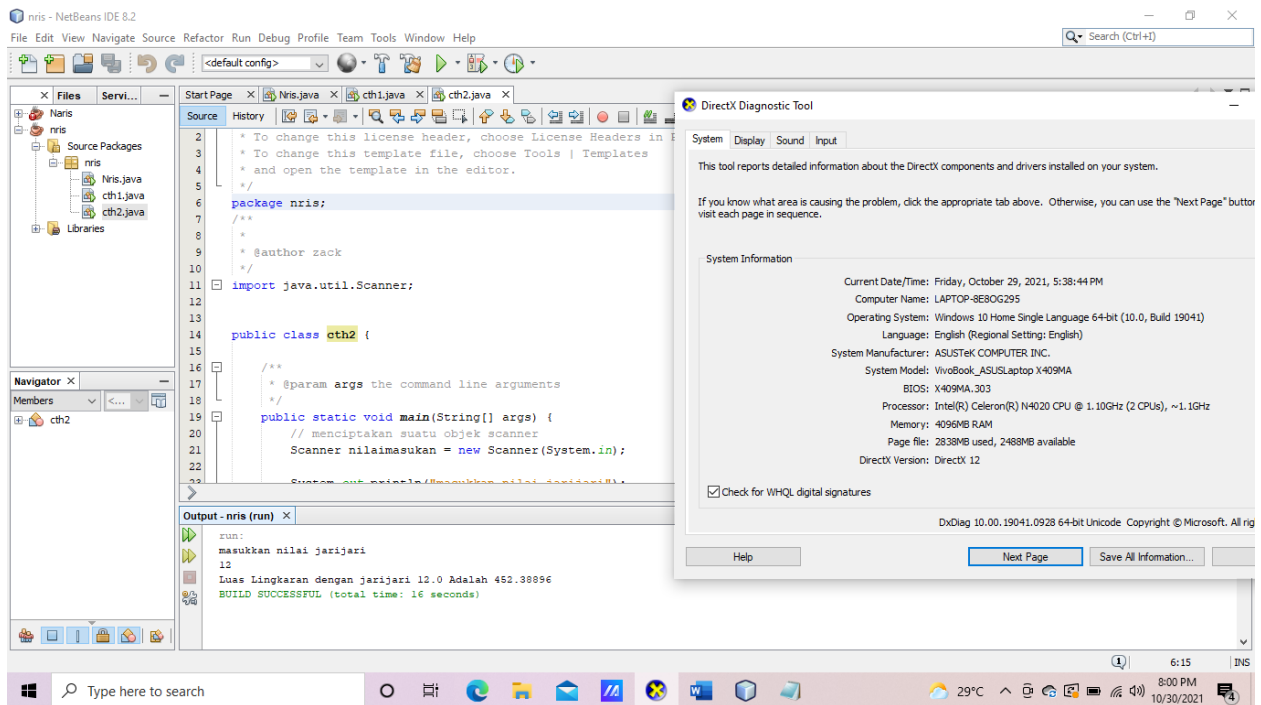 nris - NetBeans IDE 8.2
File Edit View Navigate Source Refactor Run Debug Profile Team Tools Window Help
Search (Ctrl+I)
<default config>
Files Servi...
Naris
nris
Source Packages
nris
Nris.java
cth1.java
cth2.java
Libraries
Navigator
Members <...
cth2
Start Page Nris.java cth1.java cth2.java
Source History
2 * To change this license header, choose License Headers in
3 * To change this template file, choose Tools | Templates
4 * and open the template in the editor.
5 */
6 package nris;
7 /**
8 *
9 * @author zack
10 */
11 import java.util.Scanner;
12
13
14 public class cth2 {
15
16 /**
17 * @param args the command line arguments
18 */
19 public static void main(String[] args) {
20 // menciptakan suatu objek scanner
21 Scanner nilaimasukan = new Scanner(System.in);
22
23 System.out.println("masukkan nilai jarijari");
Output - nris (run)
run:
masukkan nilai jarijari
12
Luas Lingkaran dengan jarijari 12.0 Adalah 452.38896
BUILD SUCCESSFUL (total time: 16 seconds)
DirectX Diagnostic Tool
System Display Sound Input
This tool reports detailed information about the DirectX components and drivers installed on your system.
If you know what area is causing the problem, click the appropriate tab above. Otherwise, you can use the "Next Page" button
visit each page in sequence.
System Information
Current Date/Time: Friday, October 29, 2021, 5:38:44 PM
Computer Name: LAPTOP-8E8OG295
Operating System: Windows 10 Home Single Language 64-bit (10.0, Build 19041)
Language: English (Regional Setting: English)
System Manufacturer: ASUSTeK COMPUTER INC.
System Model: VivoBook_ASUSLaptop X409MA
BIOS: X409MA.303
Processor: Intel(R) Celeron(R) N4020 CPU @ 1.10GHz (2 CPUs), ~1.1GHz
Memory: 4096MB RAM
Page file: 2838MB used, 2488MB available
DirectX Version: DirectX 12
Check for WHQL digital signatures
DxDiag 10.00.19041.0928 64-bit Unicode Copyright © Microsoft. All rig
Help Next Page Save All Information...
1 6:15 INS
Type here to search
29°C
8:00 PM
10/30/2021
4